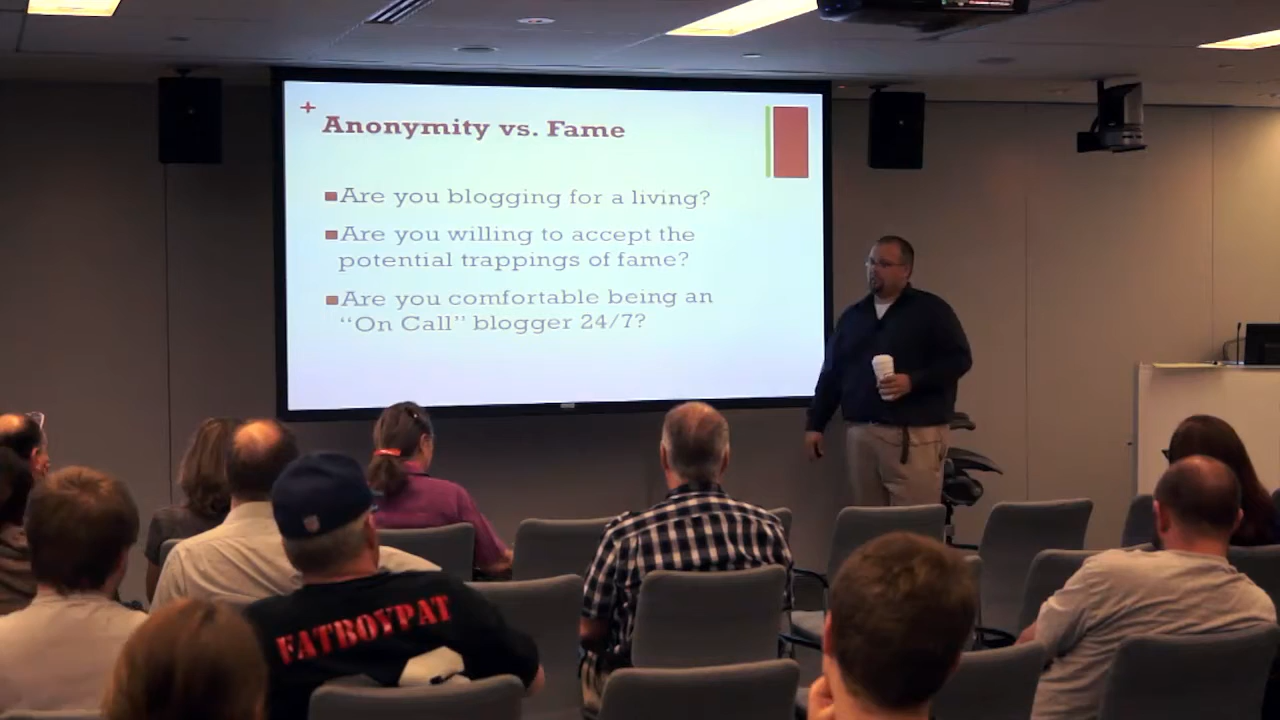 Anonymity vs. Fame
Are you blogging for a living?
Are you willing to accept the
potential trappings of fame?
Are you comfortable being an
“On Call” blogger 24/7?
FATBOYPAT